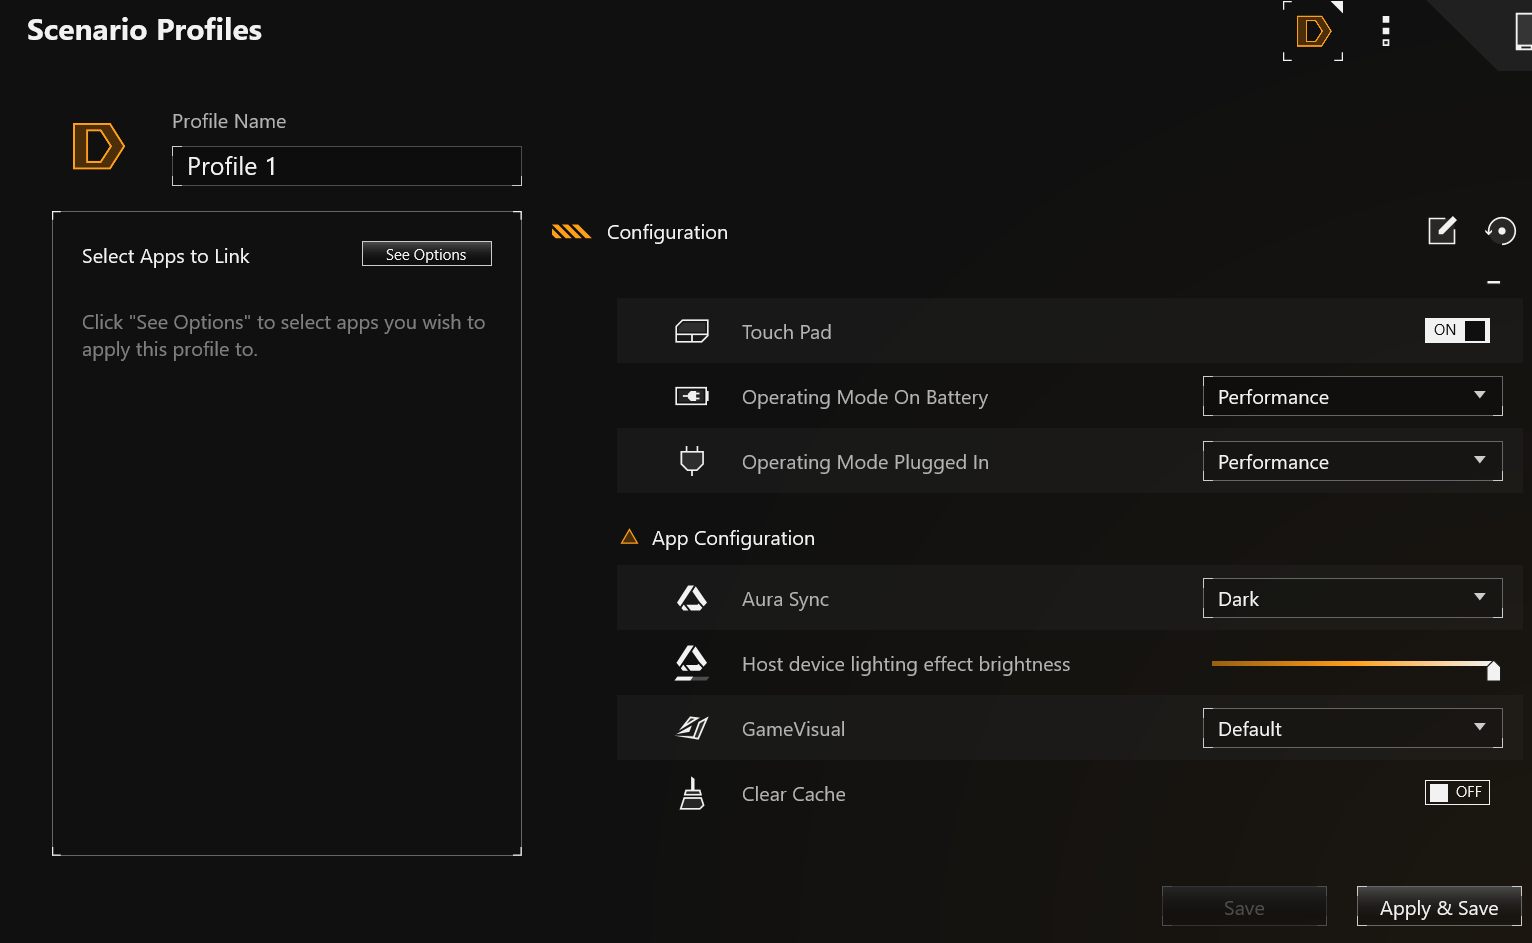 Scenario Profiles
Profile Name
Profile 1
Select Apps to Link
See Options
Click "See Options" to select apps you wish to
apply this profile to.
Configuration
Touch Pad
ON
Operating Mode On Battery
Performance
Operating Mode Plugged In
Performance
App Configuration
Aura Sync
Dark
Host device lighting effect brightness
GameVisual
Default
Clear Cache
OFF
Save
Apply & Save